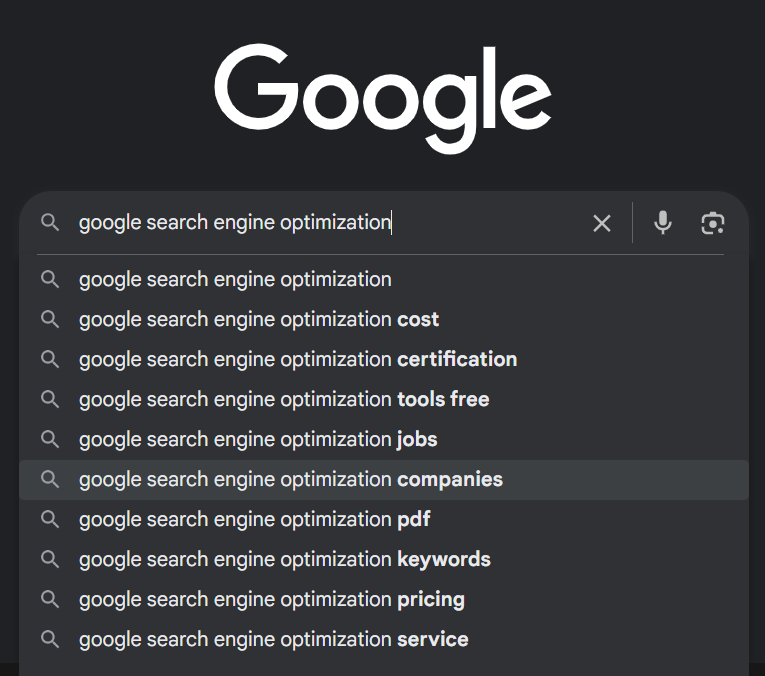 Google
google search engine optimization
google search engine optimization
google search engine optimization cost
google search engine optimization certification
google search engine optimization tools free
google search engine optimization jobs
google search engine optimization companies
google search engine optimization pdf
google search engine optimization keywords
google search engine optimization pricing
google search engine optimization service